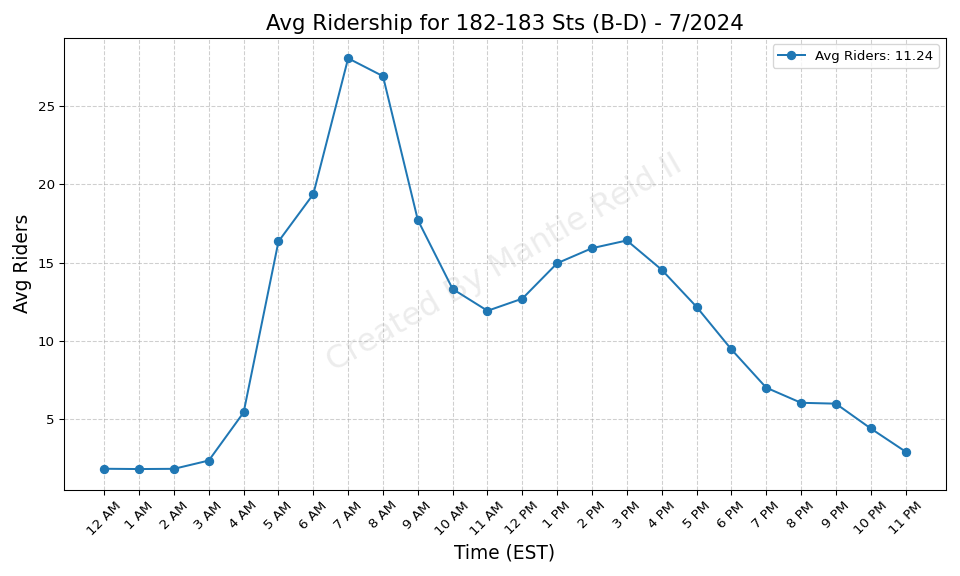 Avg Ridership for 182-183 Sts (B-D) - 7/2024
Avg Riders: 11.24
25
20
15
10
5
Avg Riders
Created By Mantie Reid II
12 AM
1 AM
2 AM
3 AM
4 AM
5 AM
6 AM
7 AM
8 AM
9 AM
10 AM
11 AM
12 PM
1 PM
2 PM
3 PM
4 PM
5 PM
6 PM
7 PM
8 PM
9 PM
10 PM
11 PM
Time (EST)